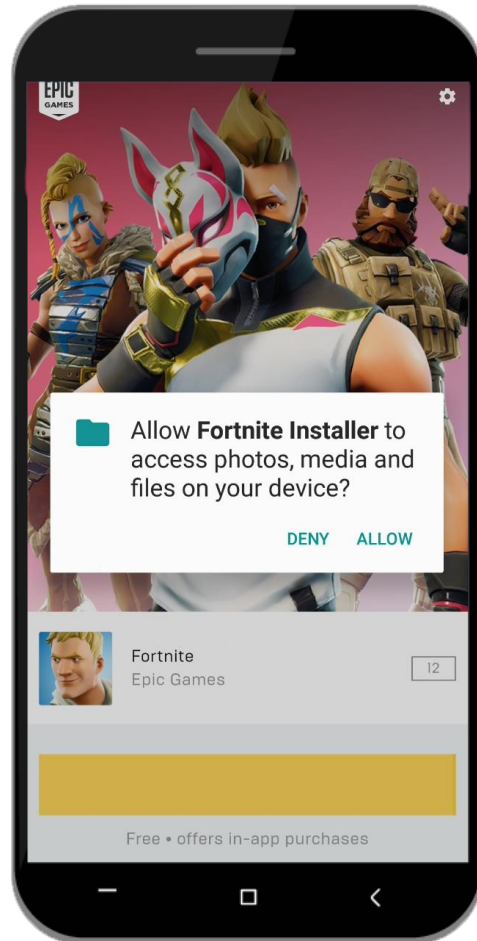 EPIC
GAMES
Allow Fortnite Installer to
access photos, media and
files on your device?
DENY ALLOW
Fortnite
Epic Games
12
Free • offers in-app purchases